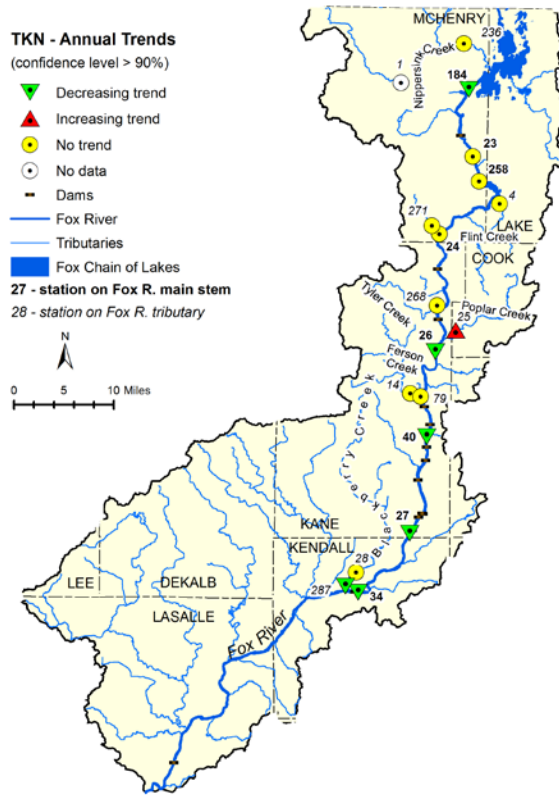 TKN - Annual Trends
(confidence level > 90%)
Decreasing trend
Increasing trend
No trend
No data
Dams
Fox River
Tributaries
Fox Chain of Lakes
27 - station on Fox R. main stem
28 - station on Fox R. tributary
N
0 5 10 Miles
MCHENRY
236
Nippersink Creek
1
184
23
258
4
271
LAKE
Flint Creek
24
COOK
268
Tyler Creek
Poplar Creek
25
26
Ferson Creek
14
79
40
Blackberry Creek
27
KANE
KENDALL
28
LEE
DEKALB
287
34
LASALLE
Fox River